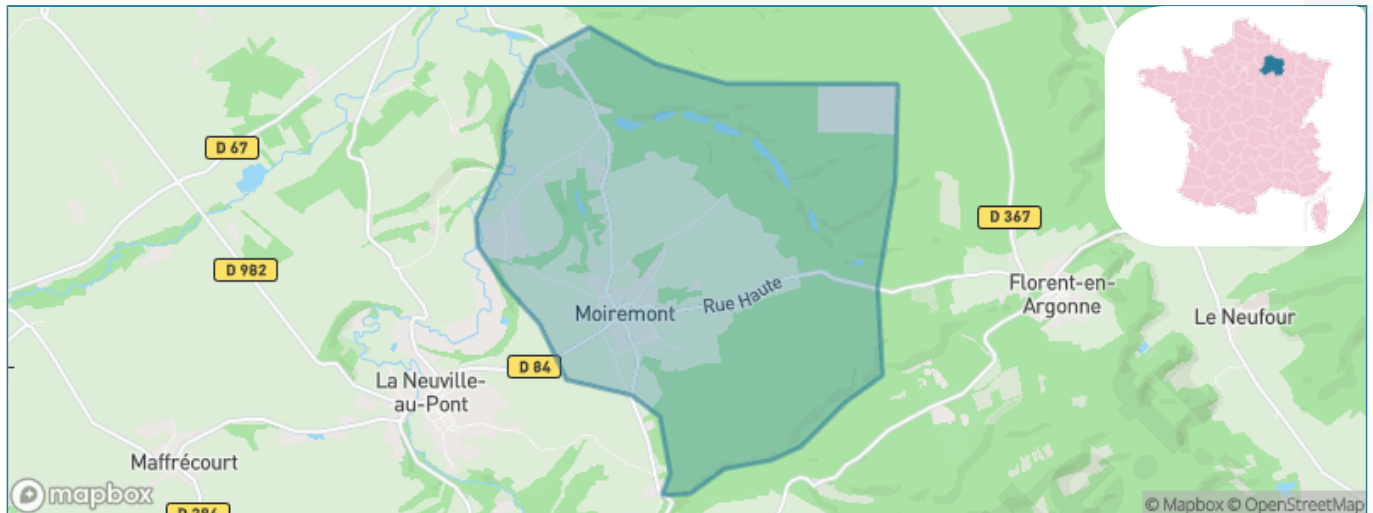 D 67
D 982
D 367
Florent-en-
Argonne
Le Neufour
Moiremont
Rue Haute
D 84
La Neuville-
au-Pont
Maffrécourt
mapbox
© Mapbox © OpenStreetMap